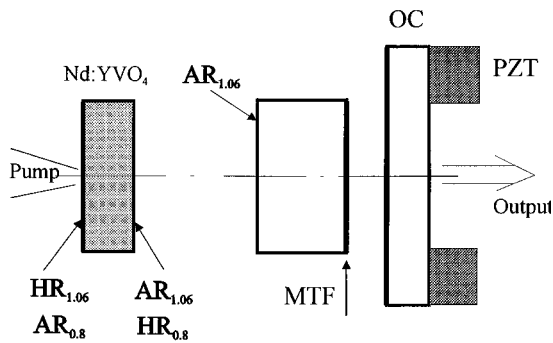 OC
Nd:YVO₄
AR₁.₀₆
PZT
Pump
Output
HR₁.₀₆
AR₀.₈
AR₁.₀₆
HR₀.₈
MTF